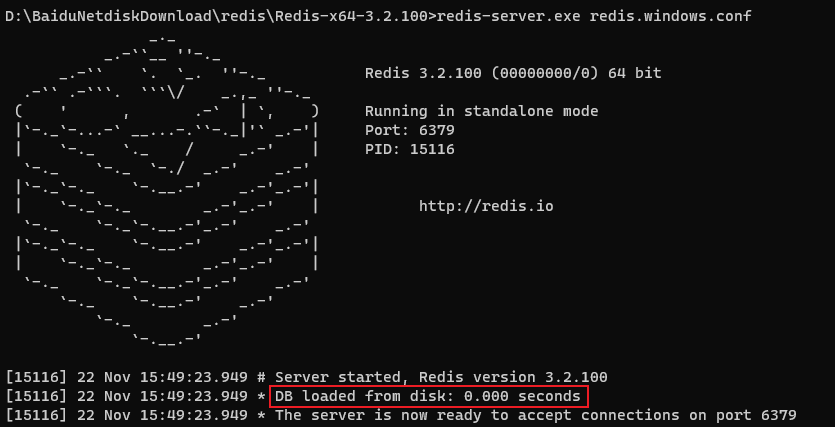 D:\BaiduNetdiskDownload\redis\Redis-x64-3.2.100>redis-server.exe redis.windows.conf
Redis 3.2.100 (00000000/0) 64 bit
Running in standalone mode
Port: 6379
PID: 15116
http://redis.io
[15116] 22 Nov 15:49:23.949 # Server started, Redis version 3.2.100
[15116] 22 Nov 15:49:23.949 * DB loaded from disk: 0.000 seconds
[15116] 22 Nov 15:49:23.949 * The server is now ready to accept connections on port 6379